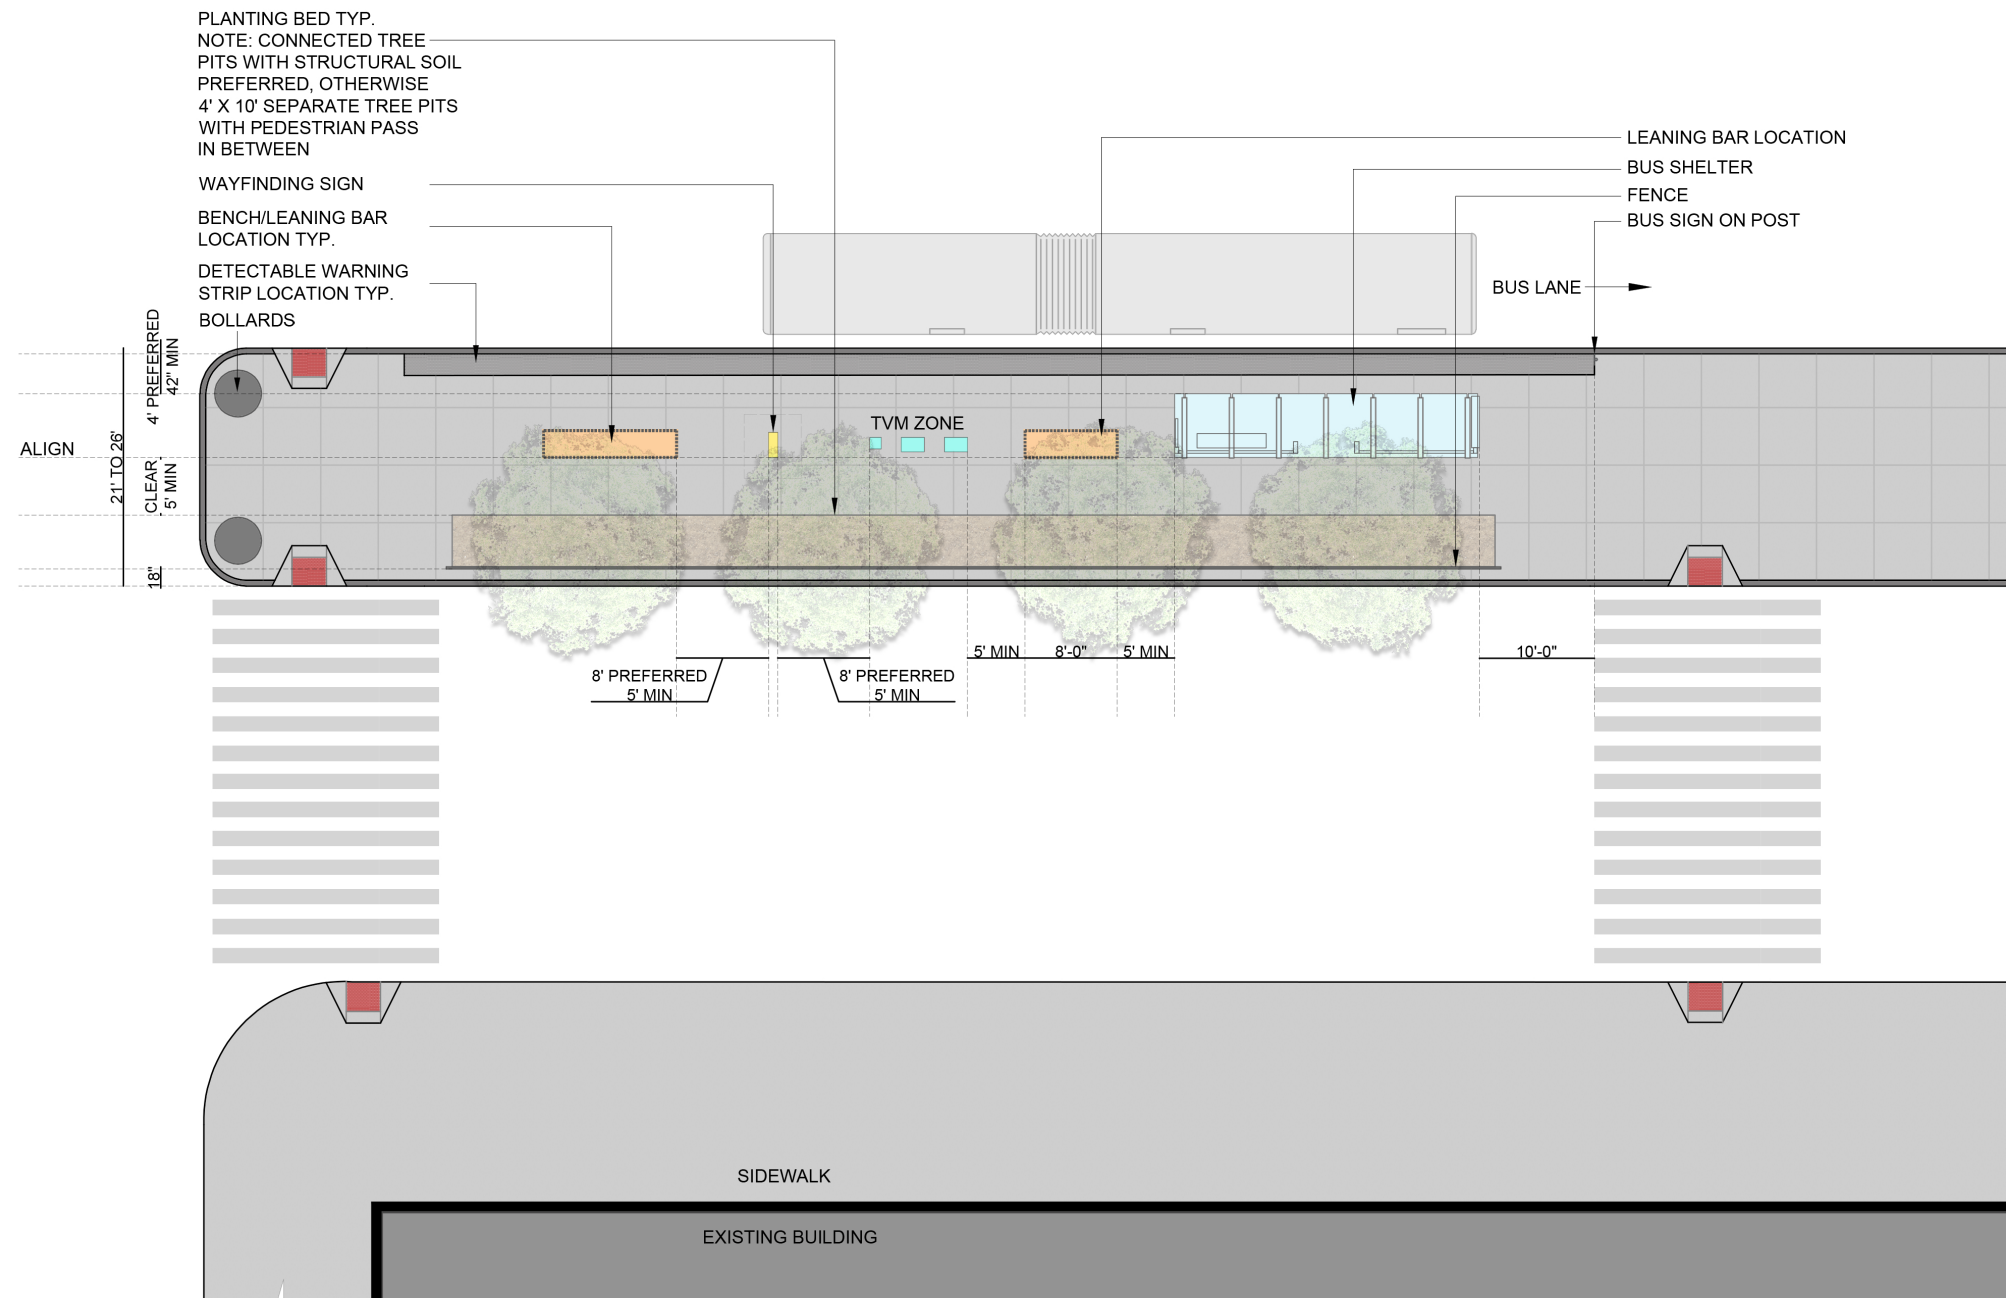 PLANTING BED TYP.
NOTE: CONNECTED TREE
PITS WITH STRUCTURAL SOIL
PREFERRED, OTHERWISE
4' X 10' SEPARATE TREE PITS
WITH PEDESTRIAN PASS
IN BETWEEN
WAYFINDING SIGN
BENCH/LEANING BAR
LOCATION TYP.
DETECTABLE WARNING
STRIP LOCATION TYP.
BOLLARDS
LEANING BAR LOCATION
BUS SHELTER
FENCE
BUS SIGN ON POST
BUS LANE
4' PREFERRED
42" MIN
ALIGN
21' TO 26'
CLEAR
5' MIN
18"
TVM ZONE
8' PREFERRED
5' MIN
8' PREFERRED
5' MIN
5' MIN
8'-0"
5' MIN
10'-0"
SIDEWALK
EXISTING BUILDING